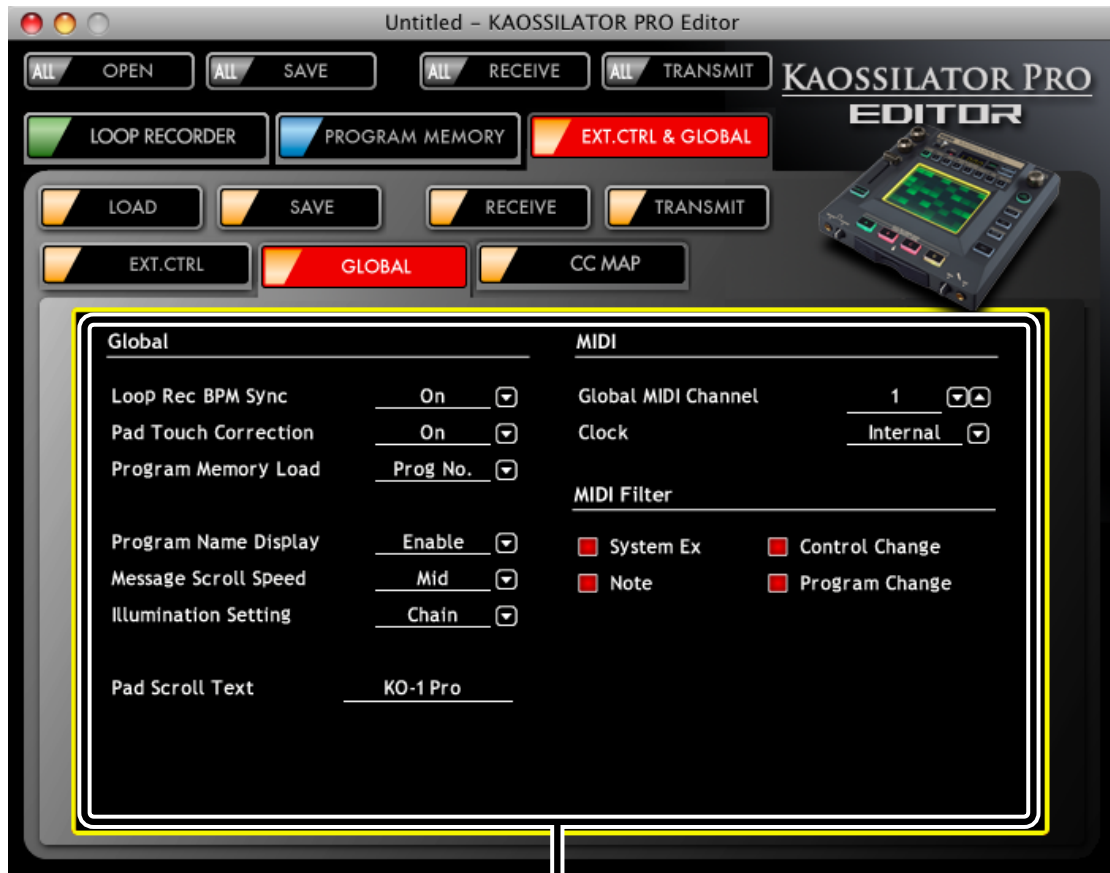 Untitled – KAOSSILATOR PRO Editor
ALL OPEN ALL SAVE ALL RECEIVE ALL TRANSMIT
KAOSSILATOR PRO
EDITOR
LOOP RECORDER PROGRAM MEMORY EXT.CTRL & GLOBAL
LOAD SAVE RECEIVE TRANSMIT
EXT.CTRL GLOBAL CC MAP
Global
Loop Rec BPM Sync On
Pad Touch Correction On
Program Memory Load Prog No.
Program Name Display Enable
Message Scroll Speed Mid
Illumination Setting Chain
Pad Scroll Text KO-1 Pro
MIDI
Global MIDI Channel 1
Clock Internal
MIDI Filter
System Ex Control Change
Note Program Change